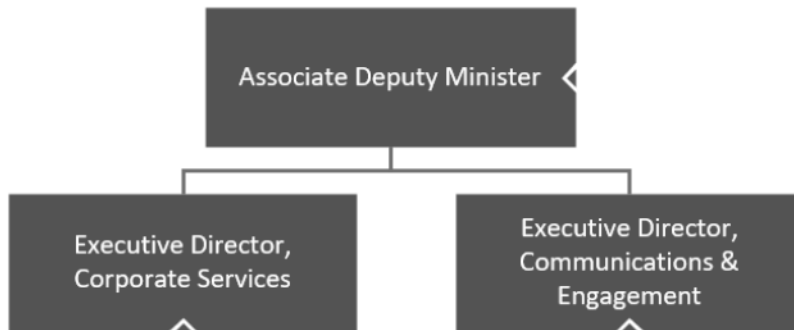 Associate Deputy Minister
Executive Director,
Corporate Services
Executive Director,
Communications &
Engagement